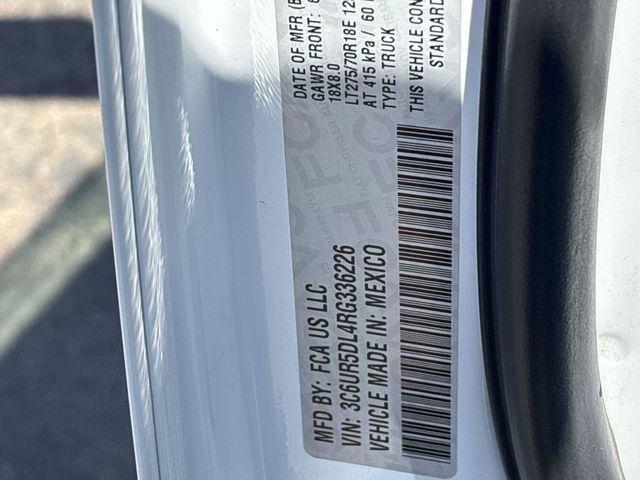 MFD BY: FCA US LLC
VIN: 3C6UR5DL4RG336226
VEHICLE MADE IN: MEXICO
DATE OF MFR
GAWR FRONT:
18X8.0
LT275/70R18E
AT 415 kPa / 60
TYPE: TRUCK
THIS VEHICLE
STANDARD